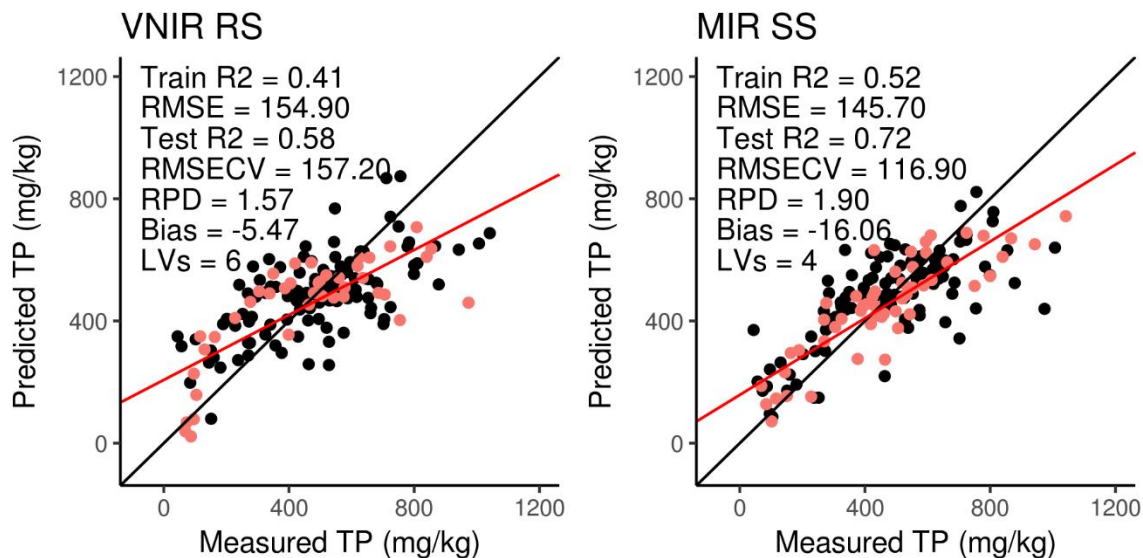 VNIR RS
Train R2 = 0.41
RMSE = 154.90
Test R2 = 0.58
RMSECV = 157.20
RPD = 1.57
Bias = -5.47
LVs = 6
1200
800
400
0
Predicted TP (mg/kg)
0 400 800 1200
Measured TP (mg/kg)
MIR SS
Train R2 = 0.52
RMSE = 145.70
Test R2 = 0.72
RMSECV = 116.90
RPD = 1.90
Bias = -16.06
LVs = 4
1200
800
400
0
Predicted TP (mg/kg)
0 400 800 1200
Measured TP (mg/kg)